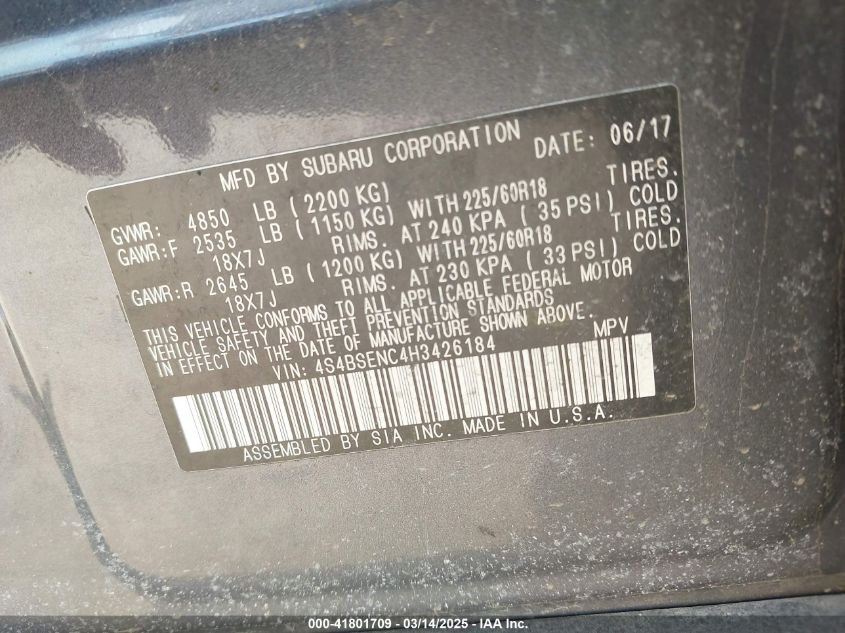 MFD BY SUBARU CORPORATION DATE: 06/17
GVWR: 4850 LB (2200 KG)
GAWR:F 2535 LB (1150 KG) WITH 225/60R18 TIRES.
18X7J RIMS. AT 240 KPA (35 PSI) COLD
GAWR:R 2645 LB (1200 KG) WITH 225/60R18 TIRES.
18X7J RIMS. AT 230 KPA (33 PSI) COLD
THIS VEHICLE CONFORMS TO ALL APPLICABLE FEDERAL MOTOR
VEHICLE SAFETY AND THEFT PREVENTION STANDARDS
IN EFFECT ON THE DATE OF MANUFACTURE SHOWN ABOVE.
VIN: 4S4BSENC4H3426184 MPV
ASSEMBLED BY SIA INC. MADE IN U.S.A.
000-41801709 - 03/14/2025 - IAA Inc.